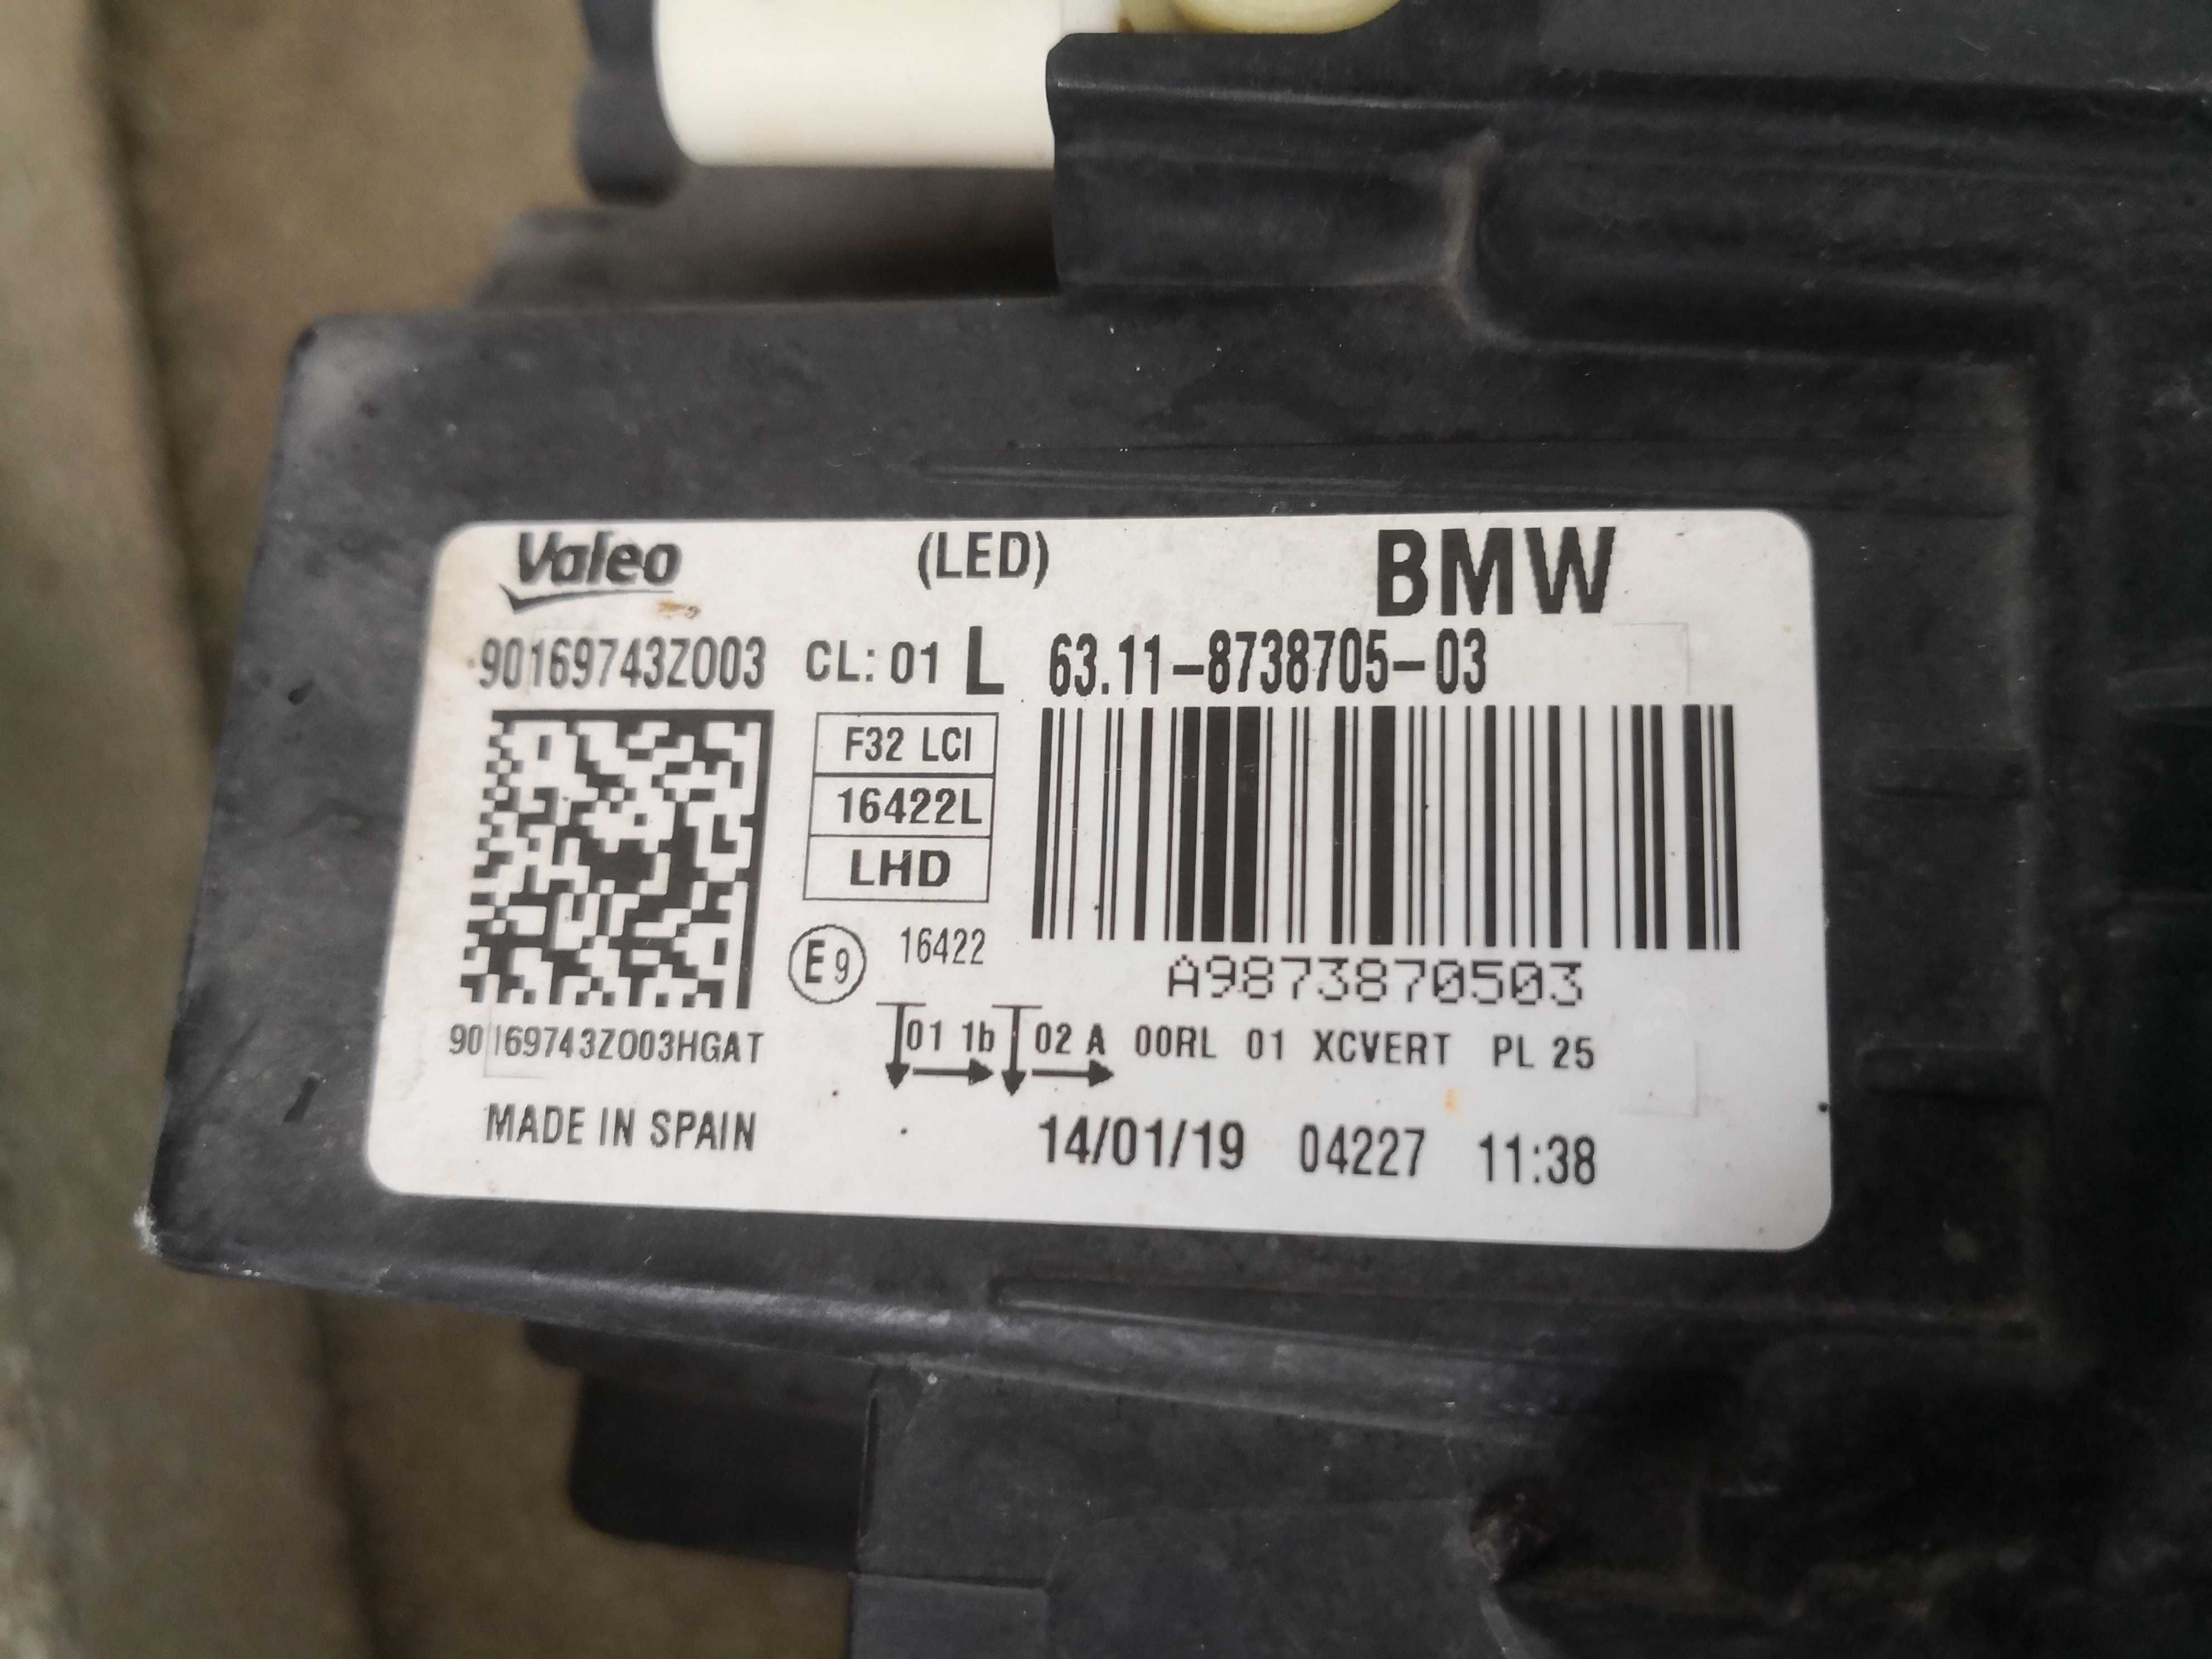 Valeo (LED) BMW
90169743Z003 CL: 01 L 63.11-8738705-03
F32 LCI
16422L
LHD
E9 16422
A9873870503
90169743Z003HGAT 01 1b 02 A 00RL 01 XCVERT PL 25
MADE IN SPAIN 14/01/19 04227 11:38